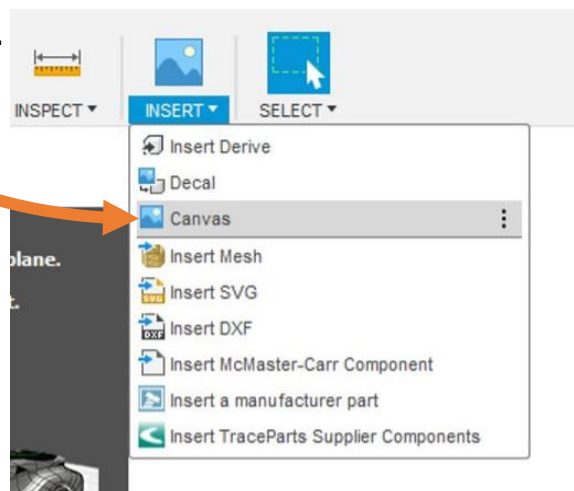 INSPECT ▾
INSERT ▾
SELECT ▾
Insert Derive
Decal
Canvas
plane.
Insert Mesh
Insert SVG
Insert DXF
Insert McMaster-Carr Component
Insert a manufacturer part
Insert TraceParts Supplier Components